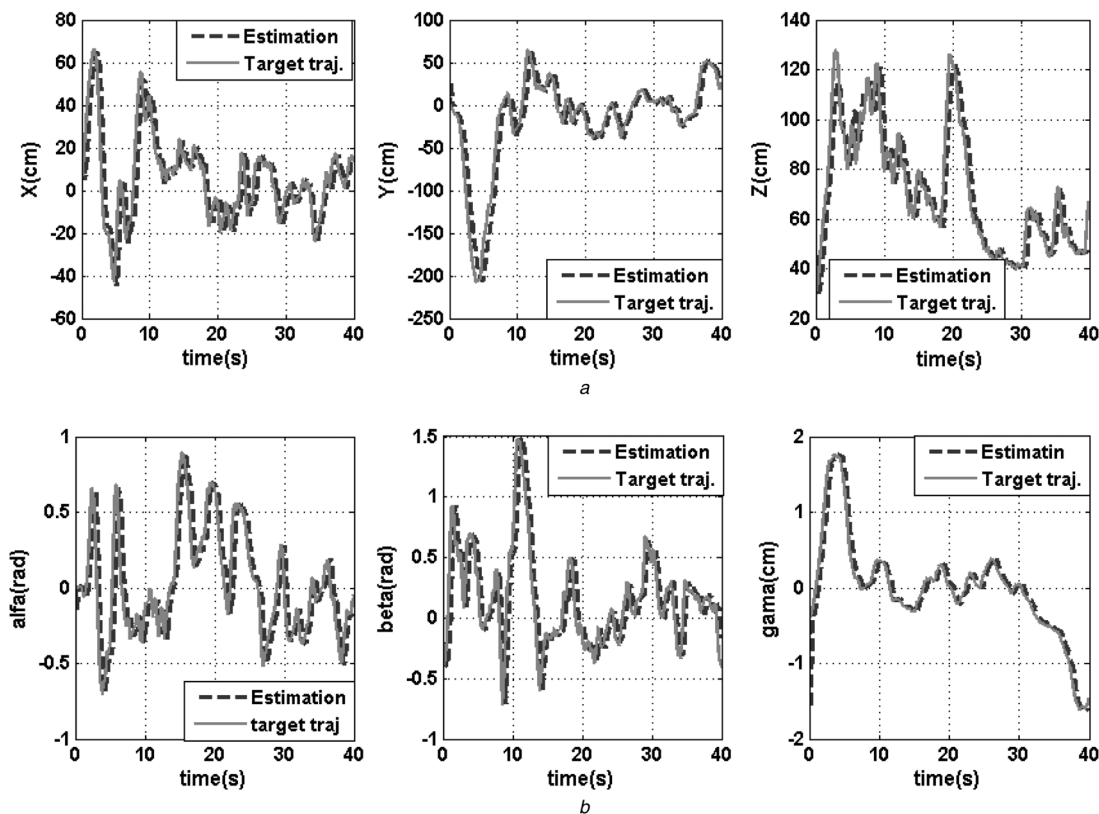 80
60
40
20
0
-20
-40
-60
X(cm)
0 10 20 30 40
time(s)
Estimation
Target traj.
100
50
0
-50
-100
-150
-200
-250
Y(cm)
0 10 20 30 40
time(s)
Estimation
Target traj.
140
120
100
80
60
40
20
Z(cm)
0 10 20 30 40
time(s)
Estimation
Target traj.
a
1
0.5
0
-0.5
-1
alfa(rad)
0 10 20 30 40
time(s)
Estimation
target traj
1.5
1
0.5
0
-0.5
-1
beta(rad)
0 10 20 30 40
time(s)
Estimation
Target traj.
2
1
0
-1
-2
gama(cm)
0 10 20 30 40
time(s)
Estimatin
Target traj.
b